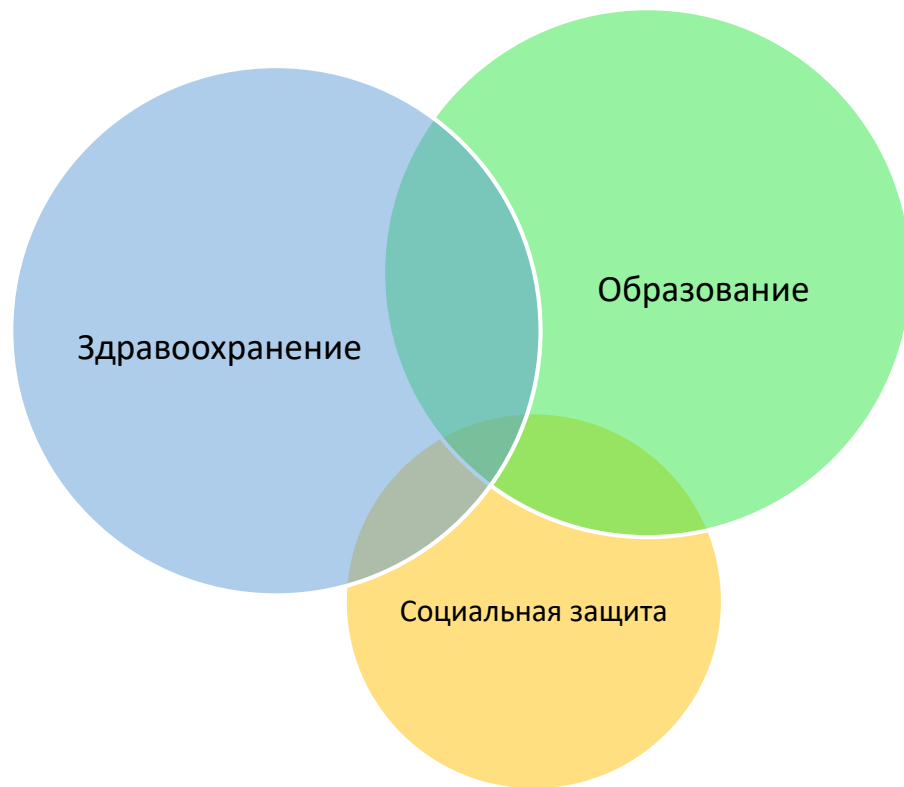 Образование
Здравоохранение
Социальная защита